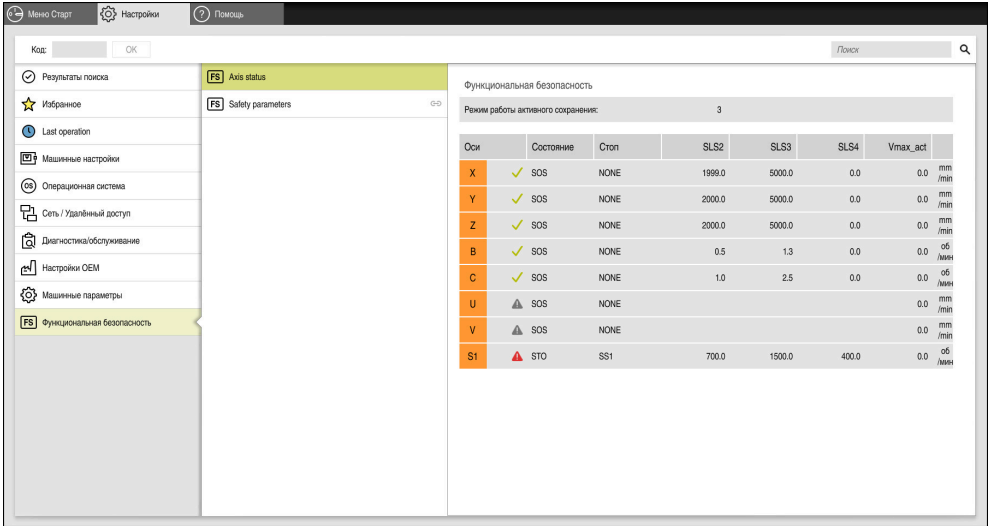 Меню Старт
Настройки
? Помощь
Код:
OK
Поиск
Результаты поиска
Избранное
Last operation
Машинные настройки
OS Операционная система
Сеть / Удалённый доступ
Диагностика/обслуживание
Настройки OEM
Машинные параметры
FS Функциональная безопасность
FS Axis status
FS Safety parameters
Функциональная безопасность
Режим работы активного сохранения: 3
Оси Состояние Стоп SLS2 SLS3 SLS4 Vmax_act
X SOS NONE 1999.0 5000.0 0.0 0.0 mm/min
Y SOS NONE 2000.0 5000.0 0.0 0.0 mm/min
Z SOS NONE 2000.0 5000.0 0.0 0.0 mm/min
B SOS NONE 0.5 1.3 0.0 0.0 об/мин
C SOS NONE 1.0 2.5 0.0 0.0 об/мин
U SOS NONE 0.0 mm/min
V SOS NONE 0.0 mm/min
S1 STO SS1 700.0 1500.0 400.0 0.0 об/мин